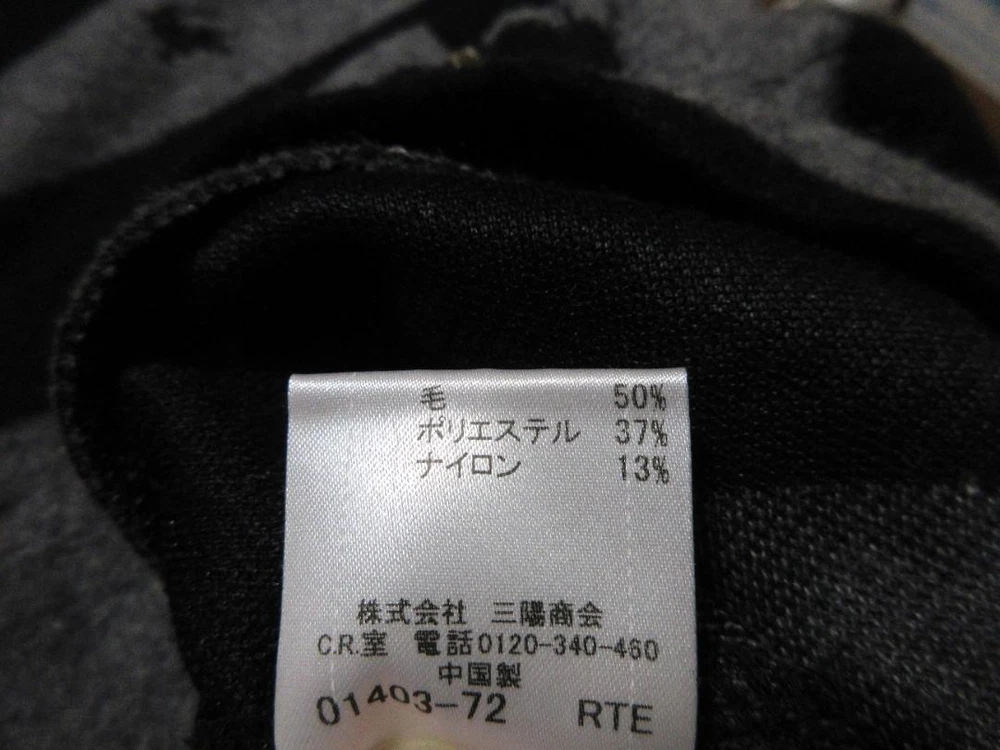 毛 50%
ポリエステル 37%
ナイロン 13%
株式会社 三陽商会
C.R.室 電話0120-340-460
中国製
01403-72 RTE